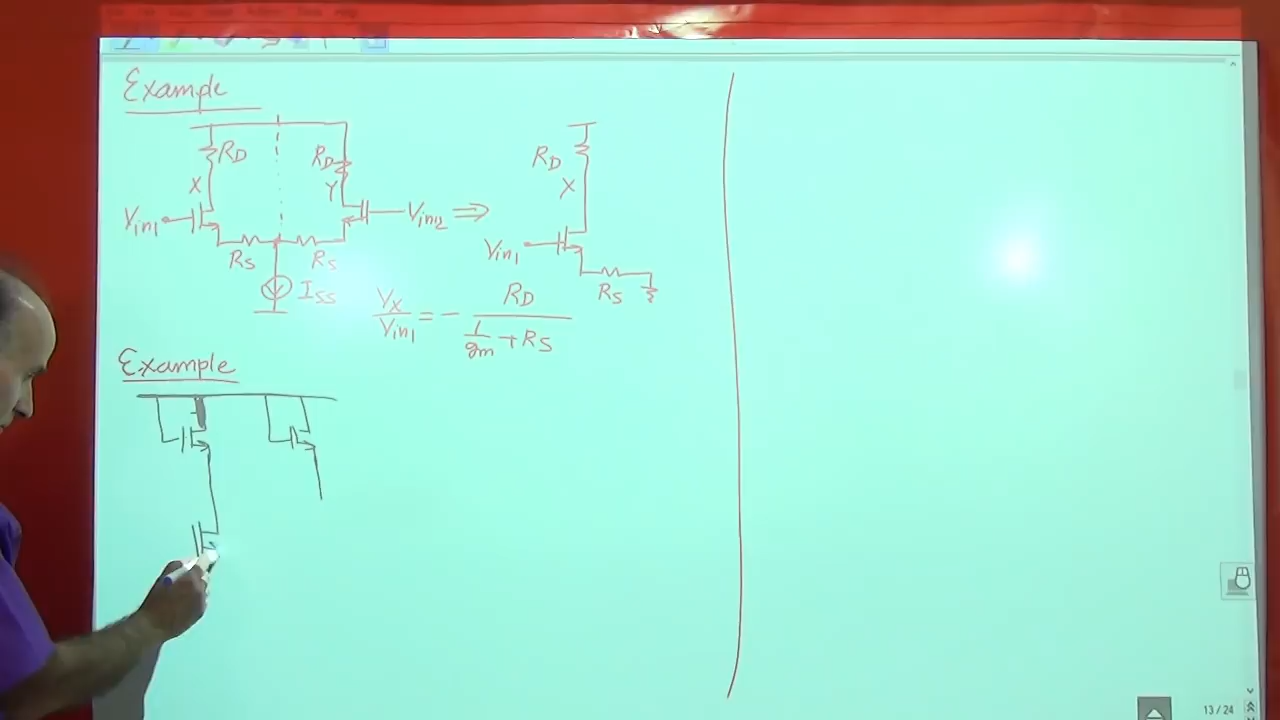 Example
RD
RD
X
Y
Vin1
Vin2 ⇒
RS
RS
ISS
RD
X
Vin1
RS
VX/Vin1 = - RD/(1/gm + RS)
Example
13 / 24